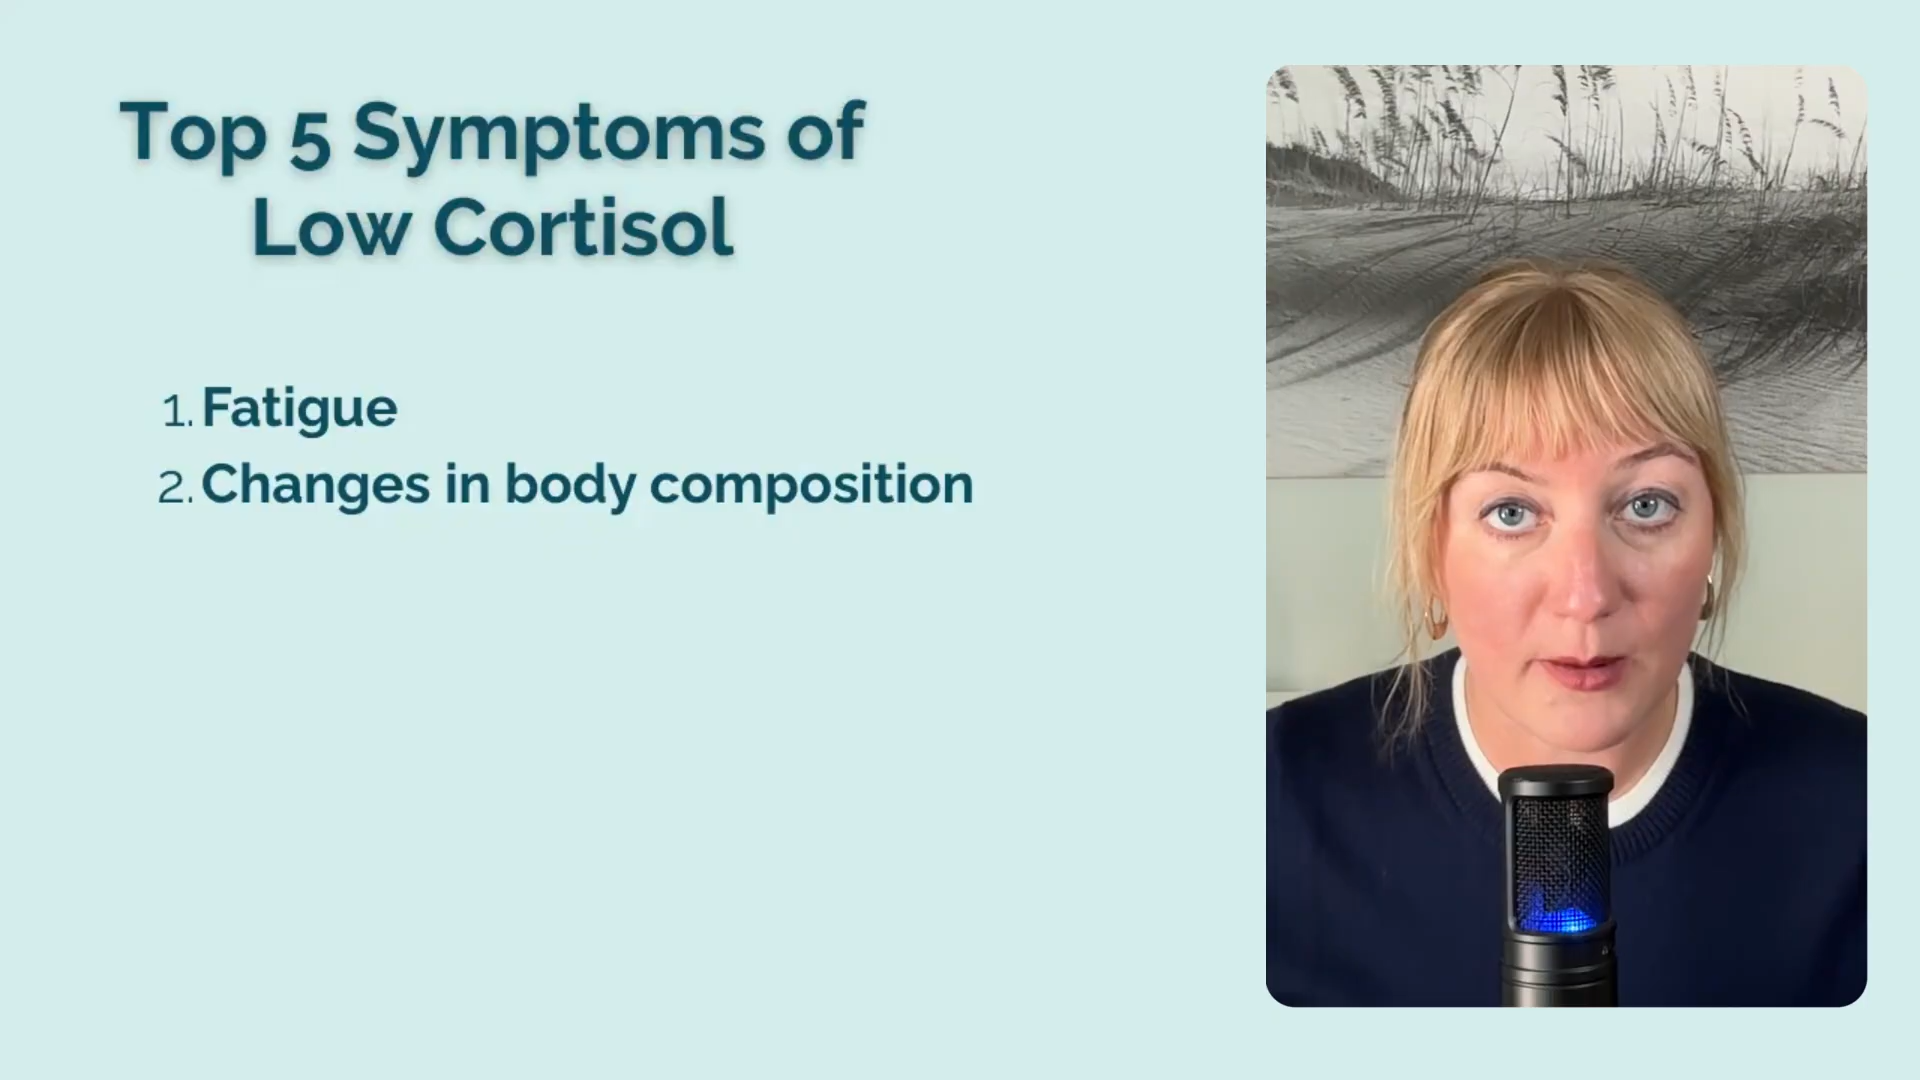 Top 5 Symptoms of
Low Cortisol
1. Fatigue
2. Changes in body composition